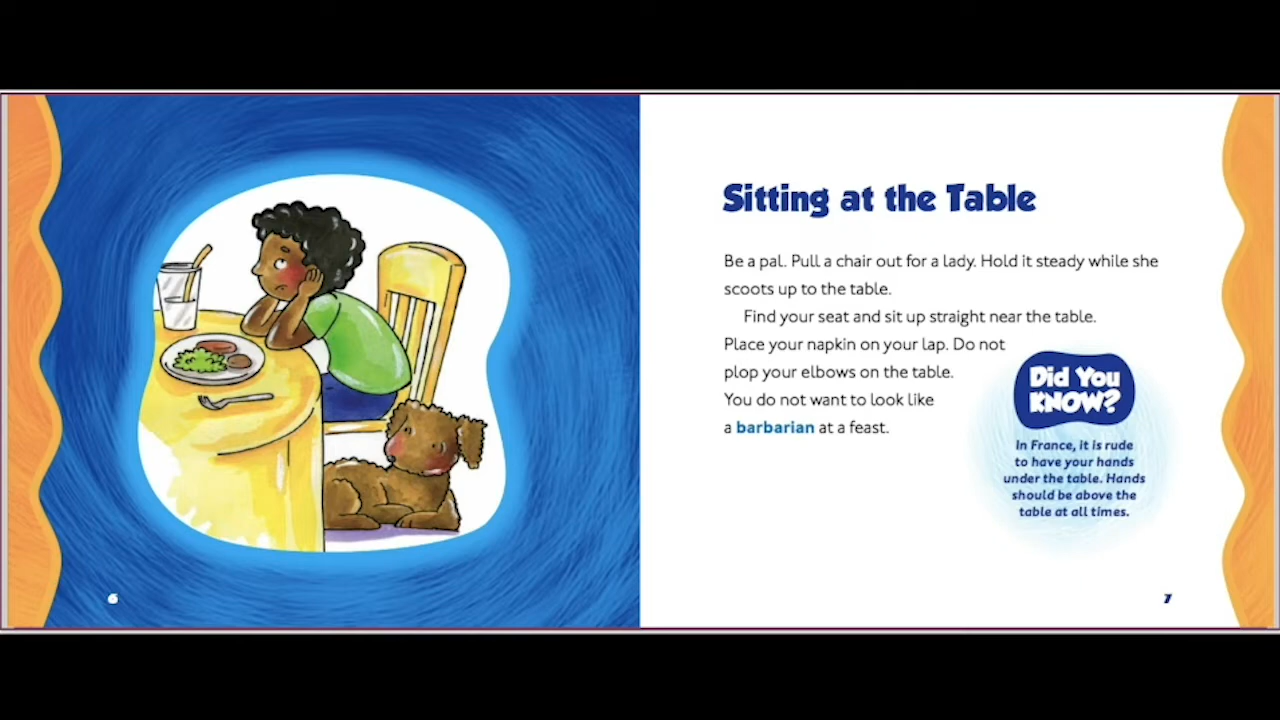 Sitting at the Table
Be a pal. Pull a chair out for a lady. Hold it steady while she
scoots up to the table.
Find your seat and sit up straight near the table.
Place your napkin on your lap. Do not
plop your elbows on the table.
You do not want to look like
a barbarian at a feast.
Did You
KNOW?
In France, it is rude
to have your hands
under the table. Hands
should be above the
table at all times.
6
7